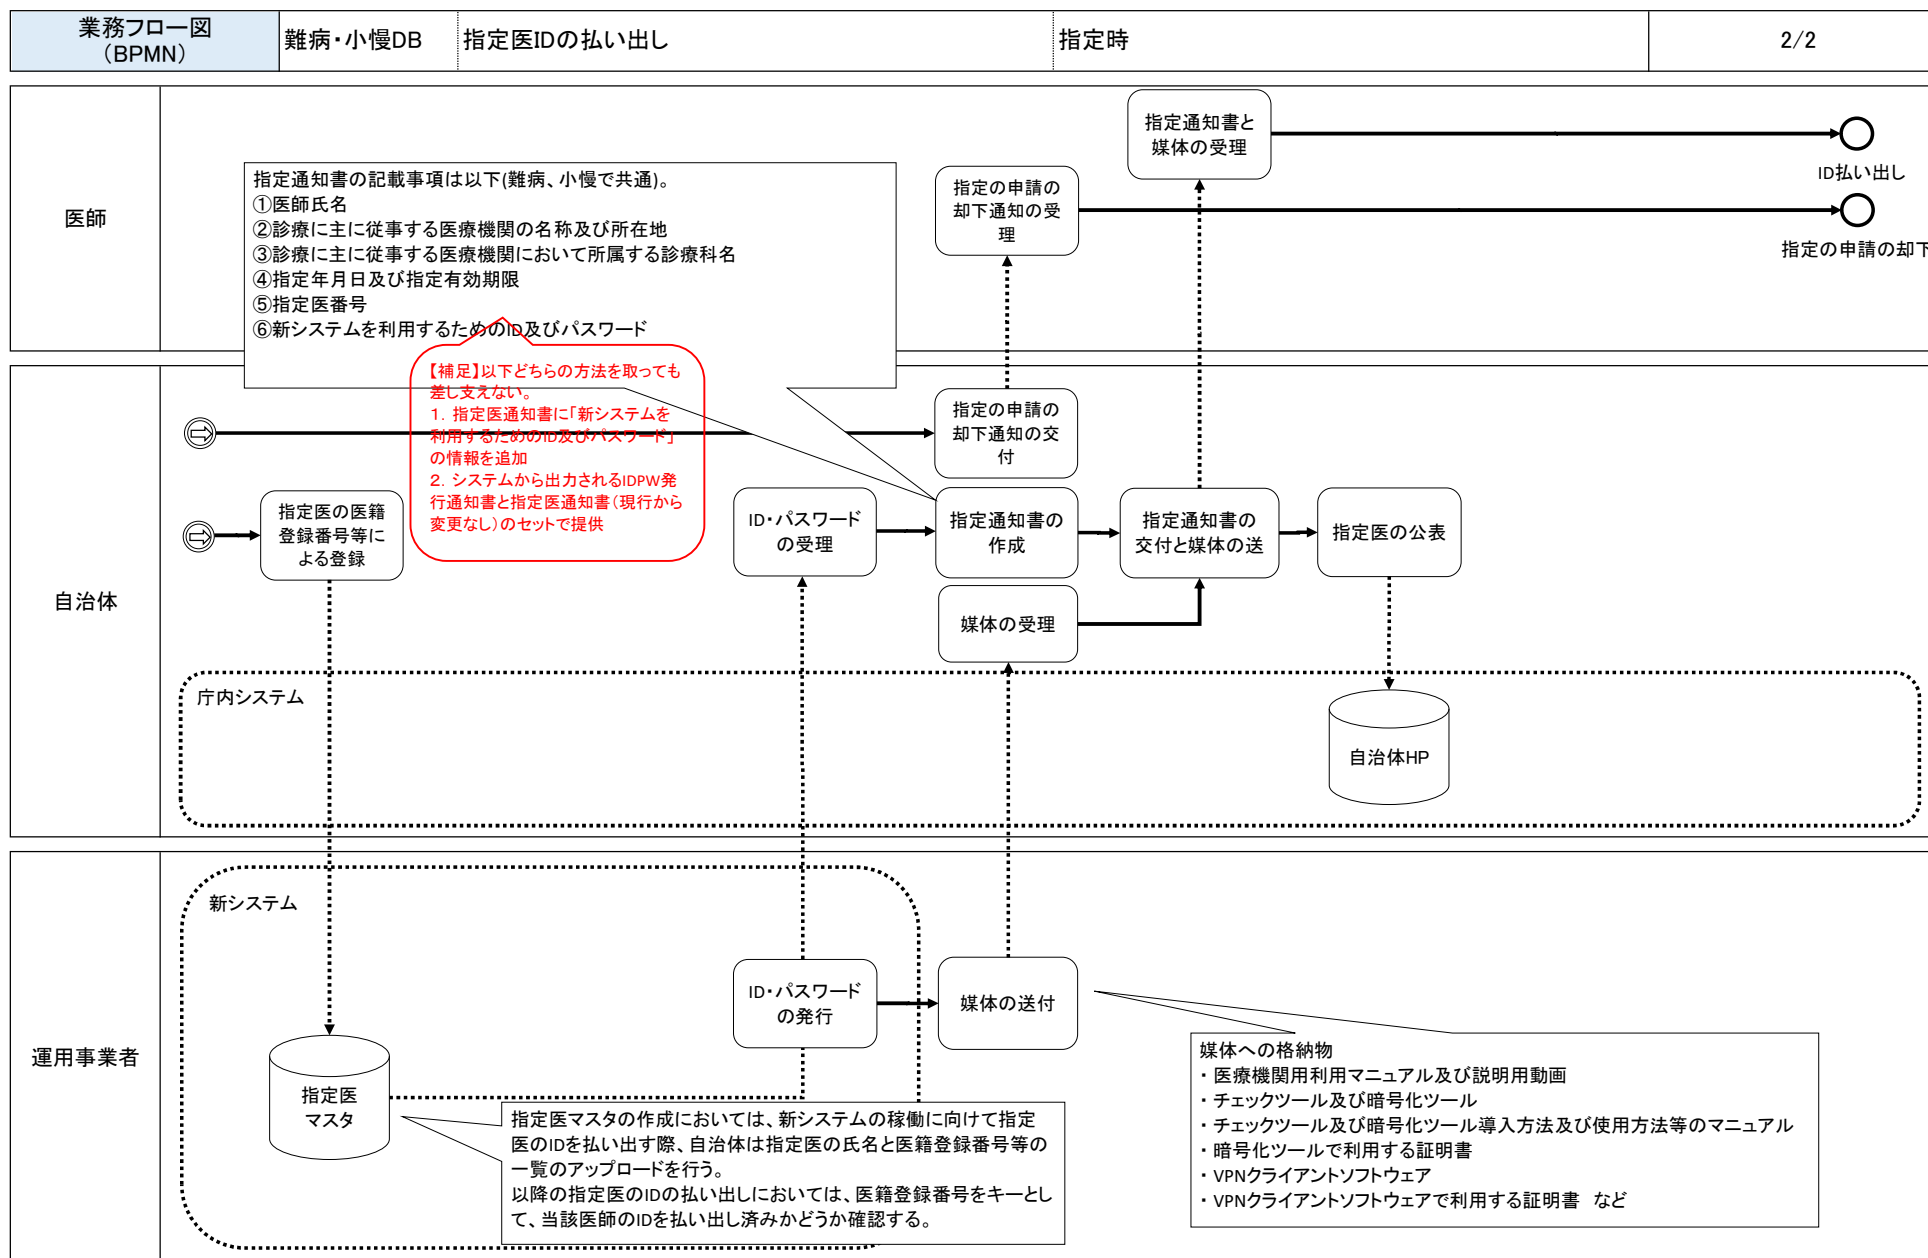 業務フロー図
（BPMN）
難病・小慢DB
指定医IDの払い出し
指定時
2/2
医師
指定通知書の記載事項は以下(難病、小慢で共通)。
①医師氏名
②診療に主に従事する医療機関の名称及び所在地
③診療に主に従事する医療機関において所属する診療科名
④指定年月日及び指定有効期限
⑤指定医番号
⑥新システムを利用するためのID及びパスワード
指定の申請の
却下通知の受
理
指定通知書と
媒体の受理
ID払い出し
指定の申請の却下
自治体
【補足】以下どちらの方法を取っても
差し支えない。
1．指定医通知書に「新システムを
利用するためのID及びパスワード」
の情報を追加
2．システムから出力されるIDPW発
行通知書と指定医通知書（現行から
変更なし）のセットで提供
指定の申請の
却下通知の交
付
指定医の医籍
登録番号等に
よる登録
ID・パスワード
の受理
指定通知書の
作成
指定通知書の
交付と媒体の送
指定医の公表
媒体の受理
庁内システム
自治体HP
運用事業者
新システム
ID・パスワード
の発行
媒体の送付
指定医
マスタ
指定医マスタの作成においては、新システムの稼働に向けて指定
医のIDを払い出す際、自治体は指定医の氏名と医籍登録番号等の
一覧のアップロードを行う。
以降の指定医のIDの払い出しにおいては、医籍登録番号をキーとし
て、当該医師のIDを払い出し済みかどうか確認する。
媒体への格納物
・ 医療機関用利用マニュアル及び説明用動画
・ チェックツール及び暗号化ツール
・ チェックツール及び暗号化ツール導入方法及び使用方法等のマニュアル
・ 暗号化ツールで利用する証明書
・ VPNクライアントソフトウェア
・ VPNクライアントソフトウェアで利用する証明書　など